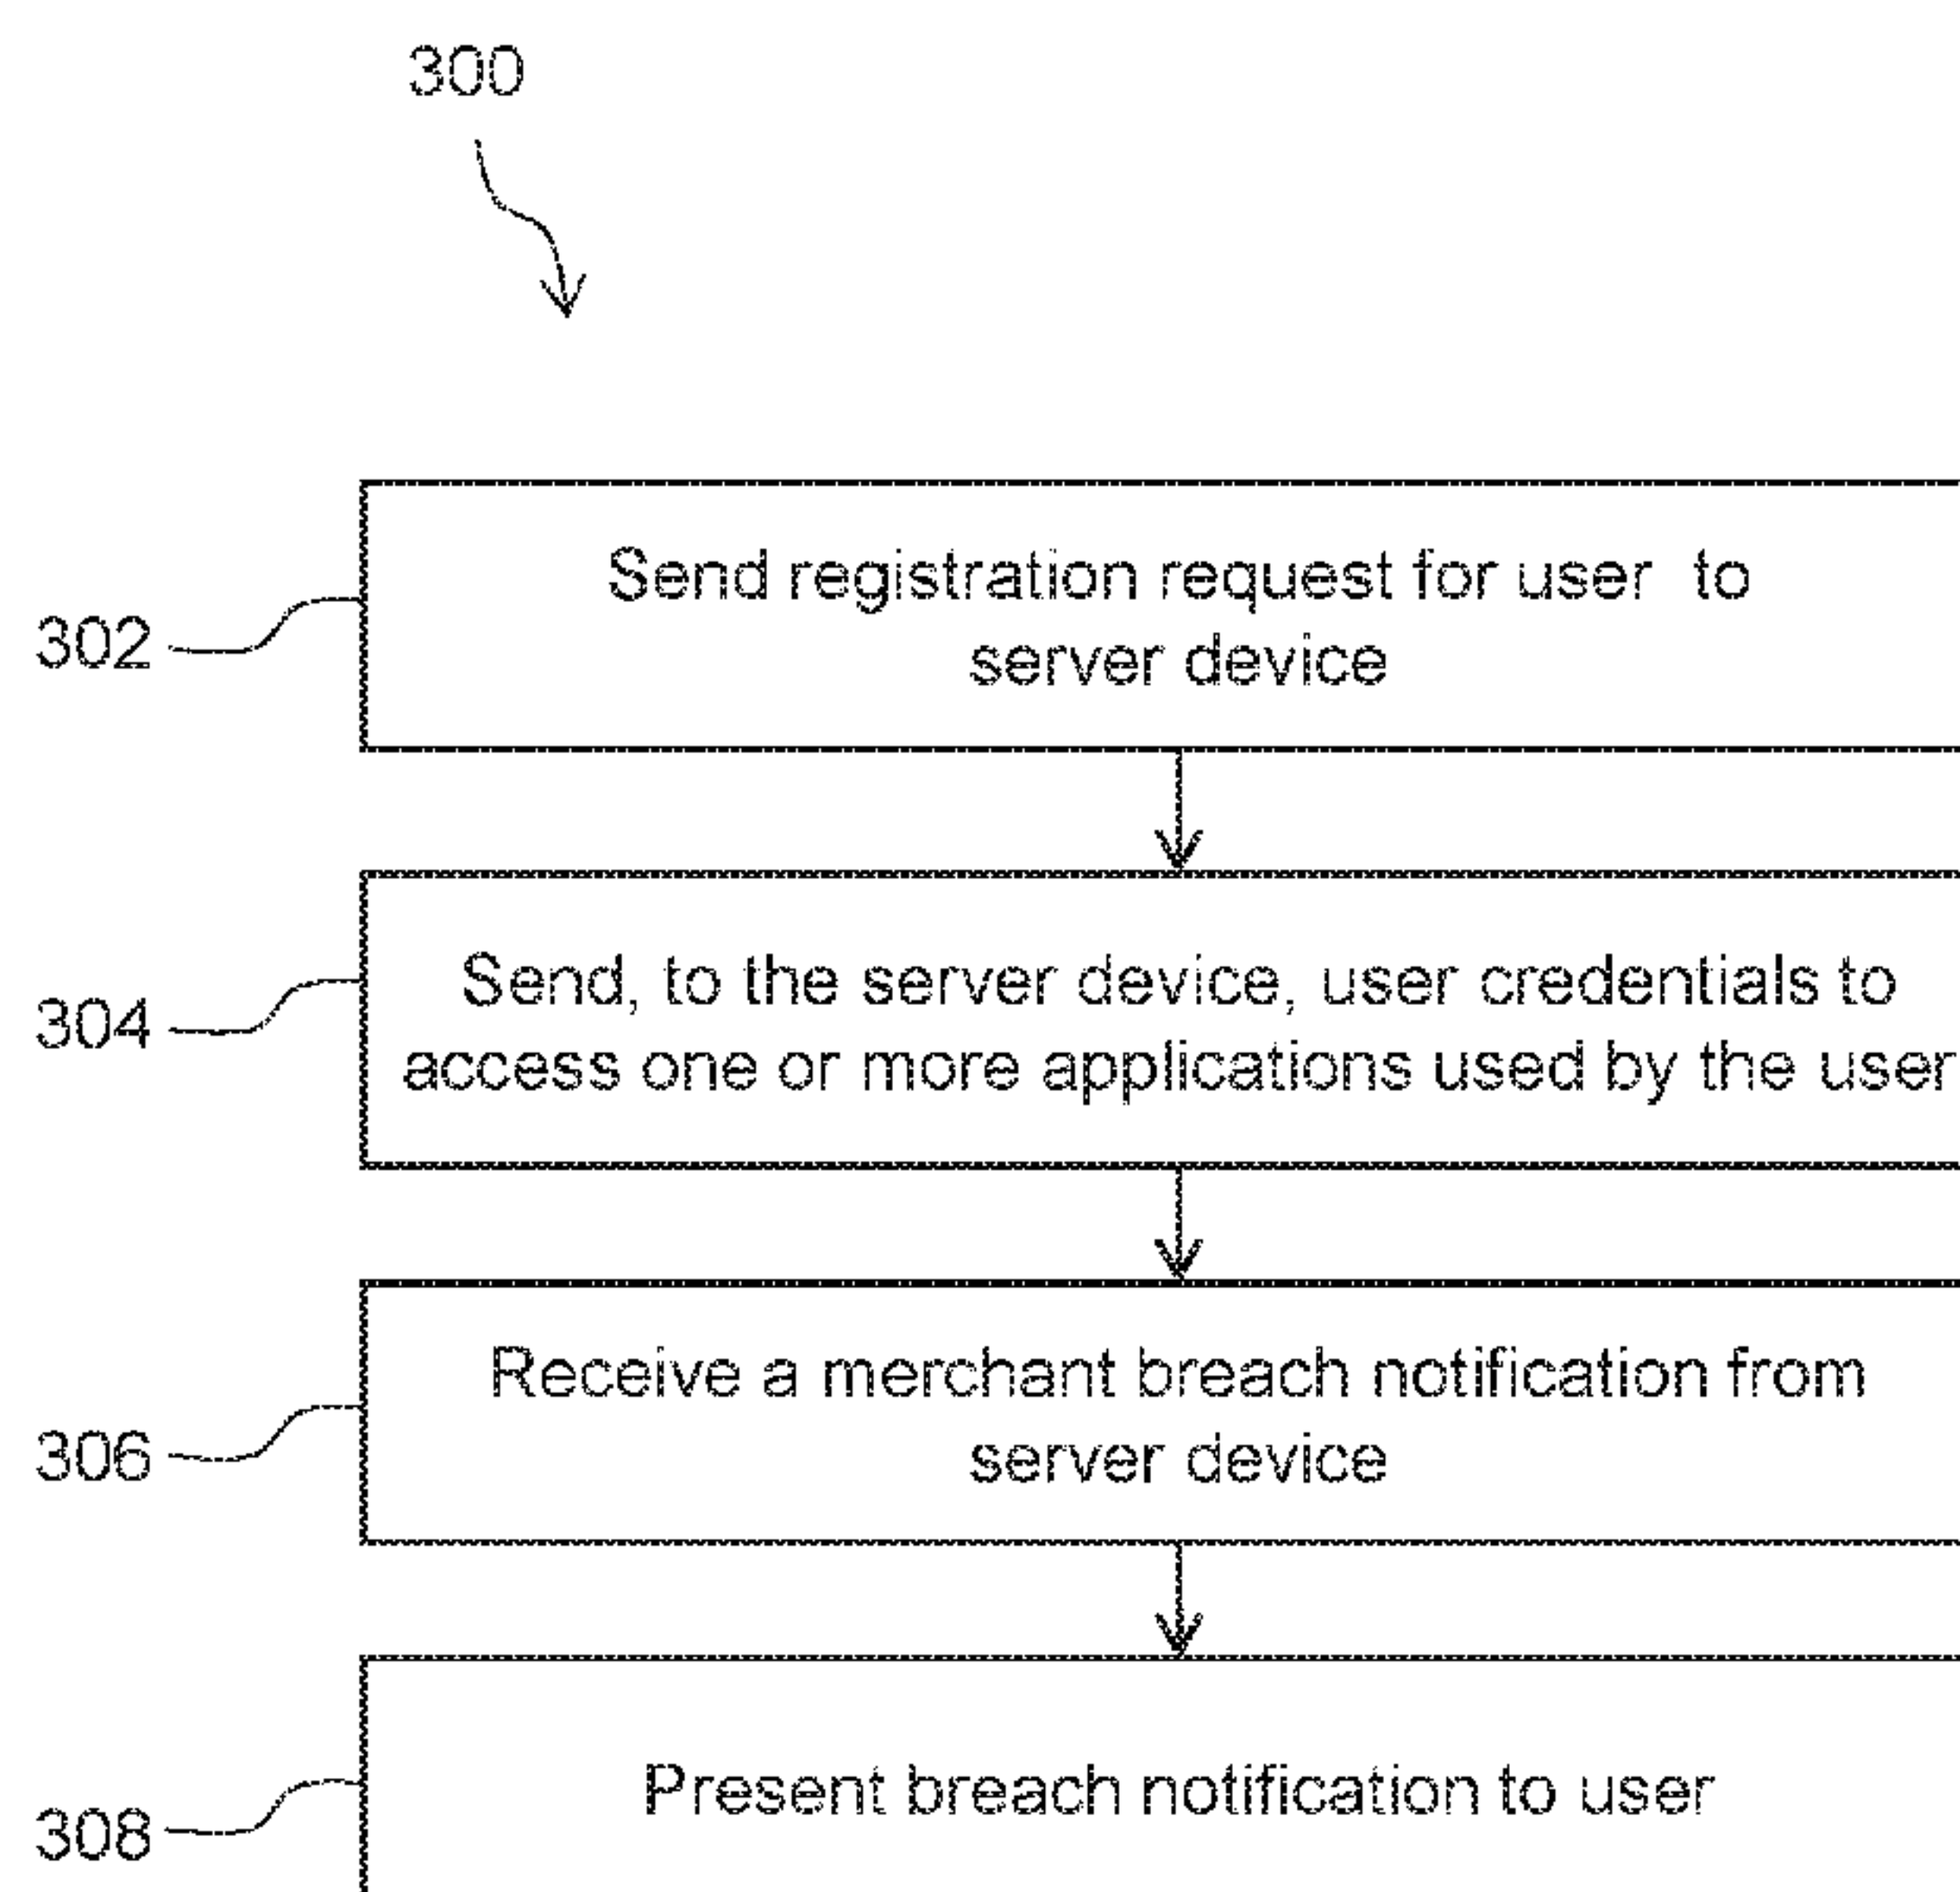 300
302
Send registration request for user to
server device
304
Send, to the server device, user credentials to
access one or more applications used by the user
306
Receive a merchant breach notification from
server device
308
Present breach notification to user